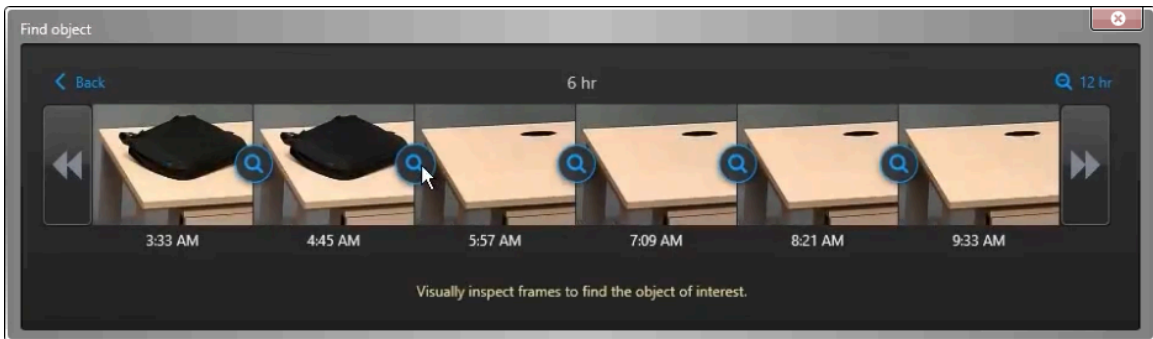 Find object
Back
6 hr
12 hr
3:33 AM
4:45 AM
5:57 AM
7:09 AM
8:21 AM
9:33 AM
Visually inspect frames to find the object of interest.